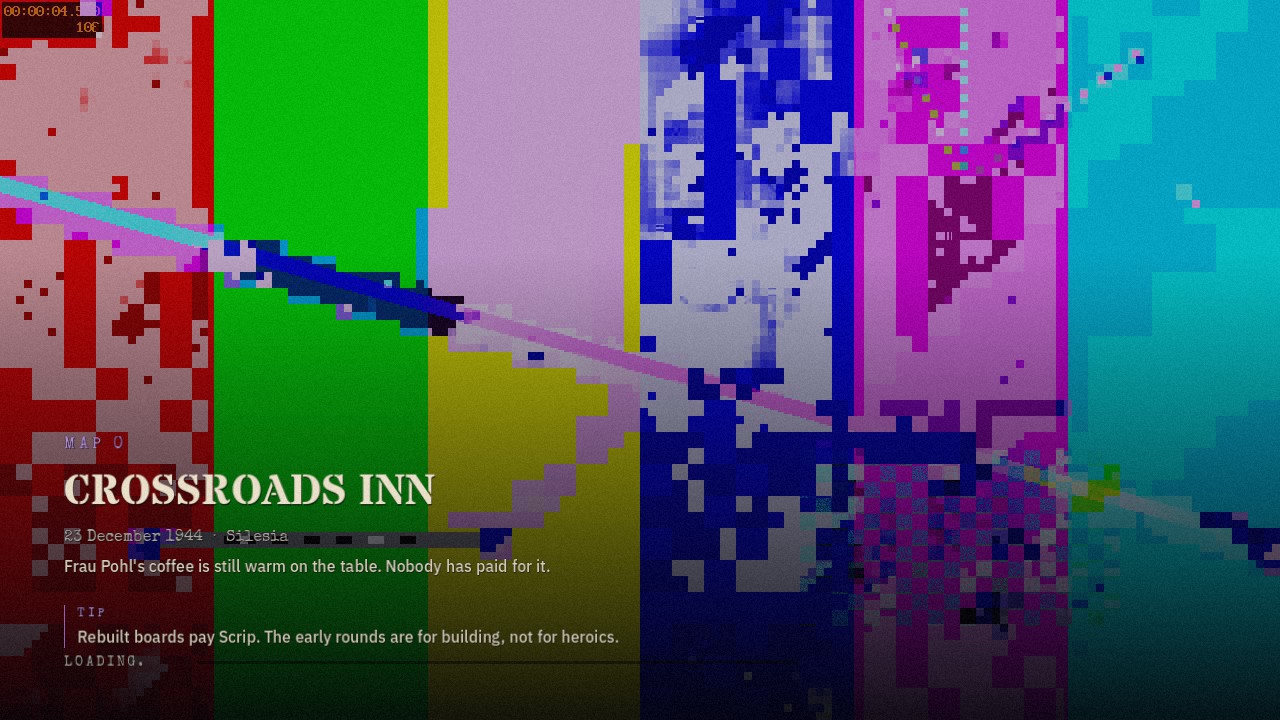 MAP 0
CROSSROADS INN
23 December 1944 · Silesia
Frau Pohl's coffee is still warm on the table. Nobody has paid for it.
TIP
Rebuilt boards pay Scrip. The early rounds are for building, not for heroics.
LOADING.